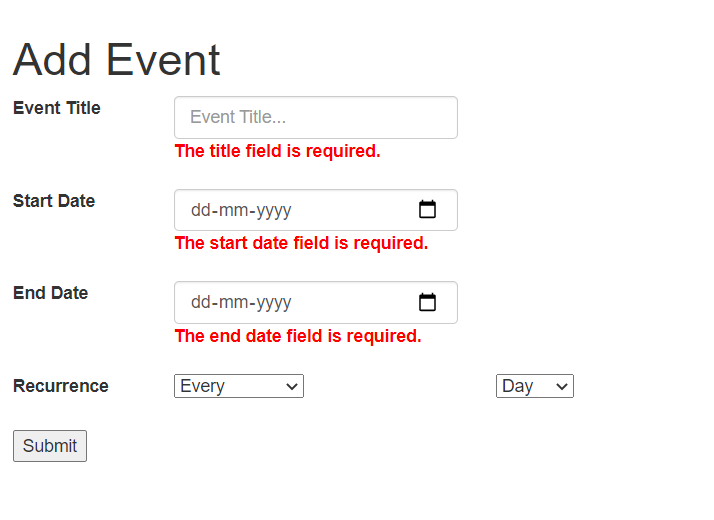 Add Event
Event Title
Event Title...
The title field is required.
Start Date
dd-mm-yyyy
The start date field is required.
End Date
dd-mm-yyyy
The end date field is required.
Recurrence Every Day
Submit